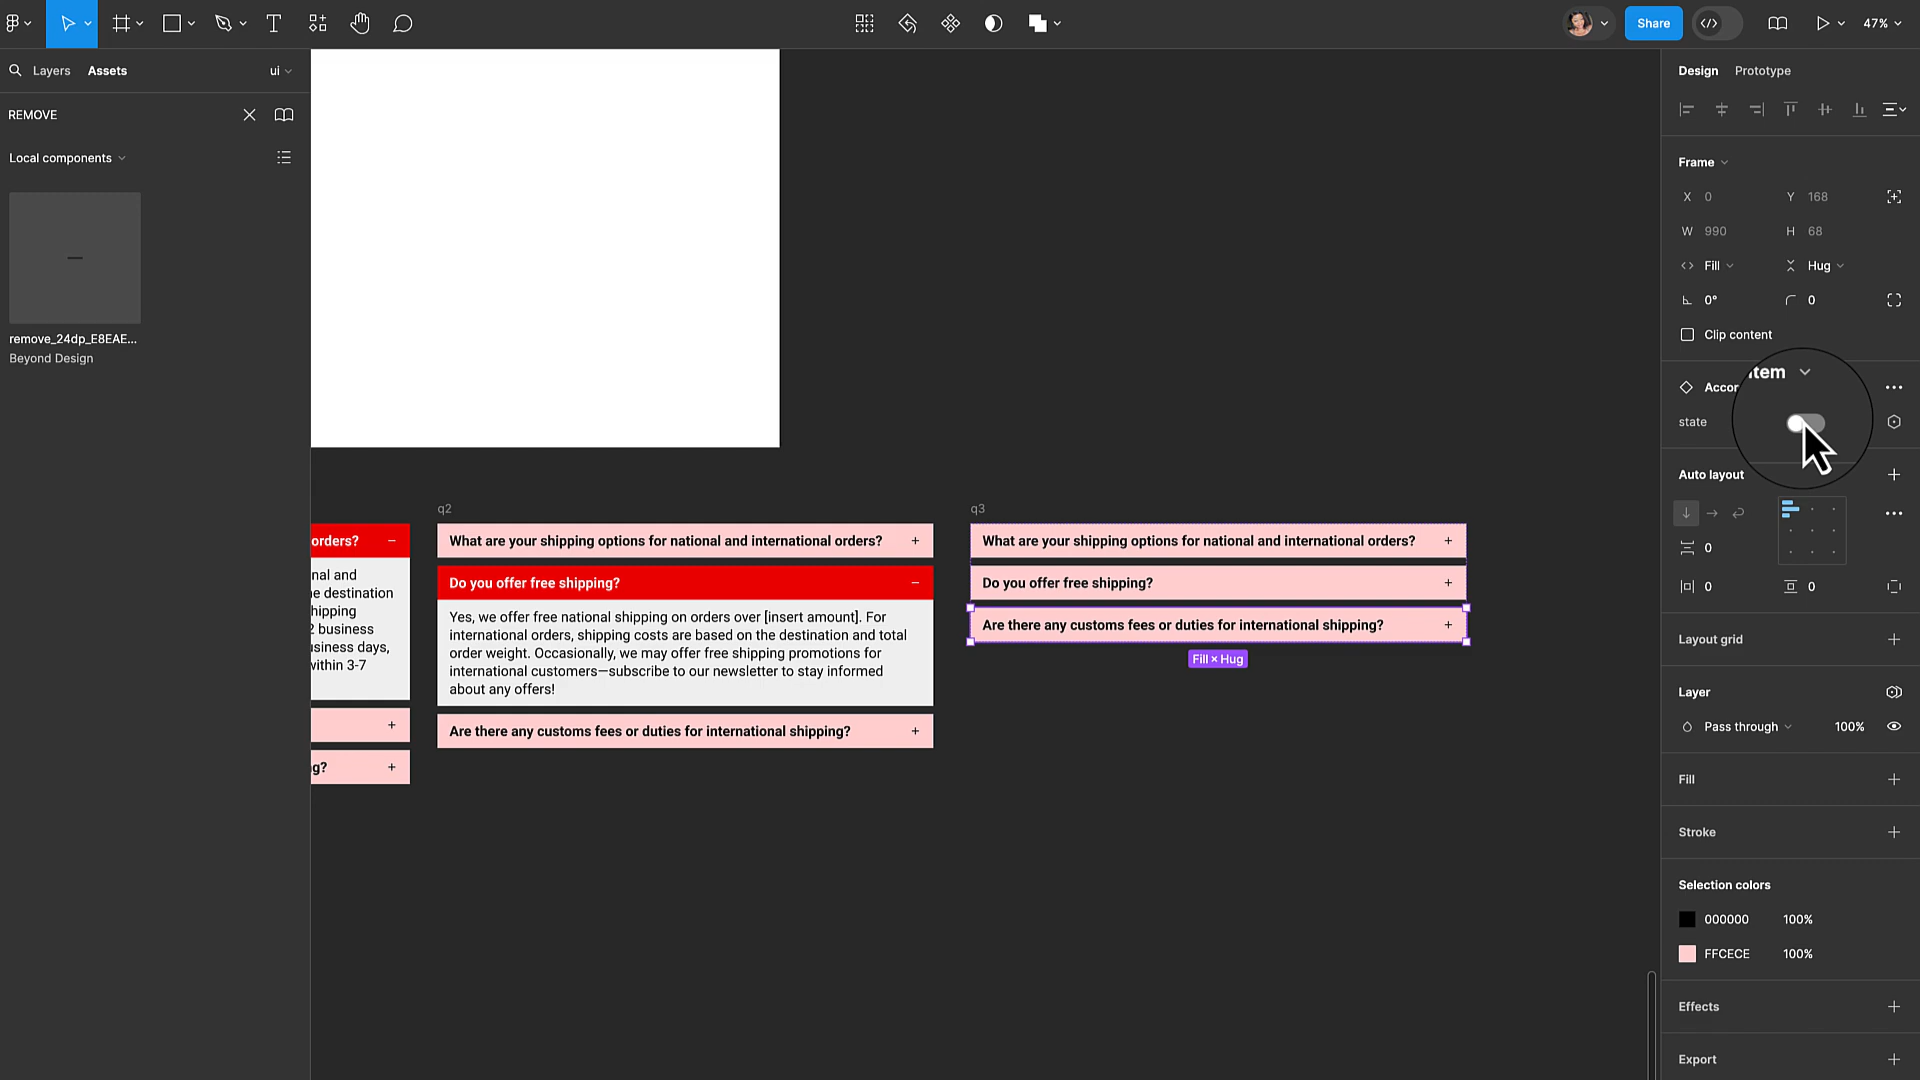 Share
47%
Layers
Assets
ui
REMOVE
Local components
remove_24dp_E8EAE...
Beyond Design
q2
q3
orders?
nal and
e destination
hipping
2 business
usiness days,
within 3-7
g?
What are your shipping options for national and international orders?
Do you offer free shipping?
Yes, we offer free national shipping on orders over [insert amount]. For
international orders, shipping costs are based on the destination and total
order weight. Occasionally, we may offer free shipping promotions for
international customers—subscribe to our newsletter to stay informed
about any offers!
Are there any customs fees or duties for international shipping?
What are your shipping options for national and international orders?
Do you offer free shipping?
Are there any customs fees or duties for international shipping?
Fill × Hug
Design
Prototype
Frame
X 0
Y 168
W 990
H 68
Fill
Hug
0°
0
Clip content
Accor
Item
state
Auto layout
0
0
0
Layout grid
Layer
Pass through
100%
Fill
Stroke
Selection colors
000000 100%
FFCECE 100%
Effects
Export